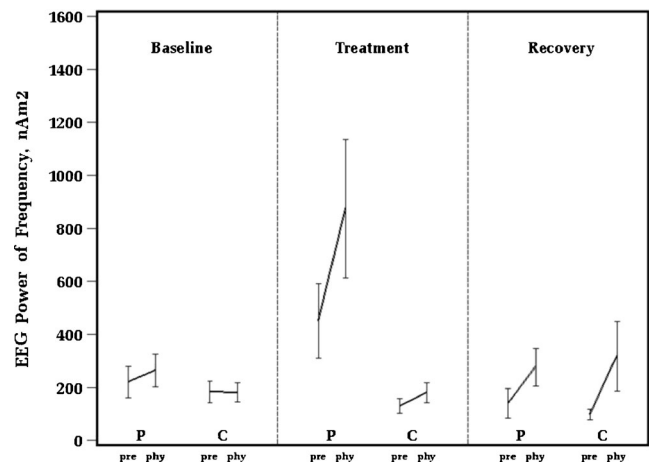 EEG Power of Frequency, nAm2
1600
1400
1200
1000
800
600
400
200
0
Baseline Treatment Recovery
P C P C P C
pre phy pre phy pre phy pre phy pre phy pre phy